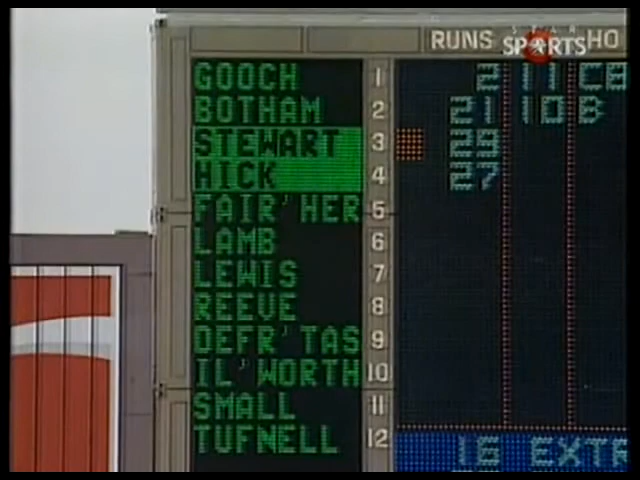 RUNS HO
STAR SPORTS
GOOCH 1 2 11 CB
BOTHAM 2 21 10 B
STEWART 3 29
HICK 4 27
FAIR'HER 5
LAMB 6
LEWIS 7
REEVE 8
DEFR'TAS 9
IL'WORTH 10
SMALL 11
TUFNELL 12
16 EXTR